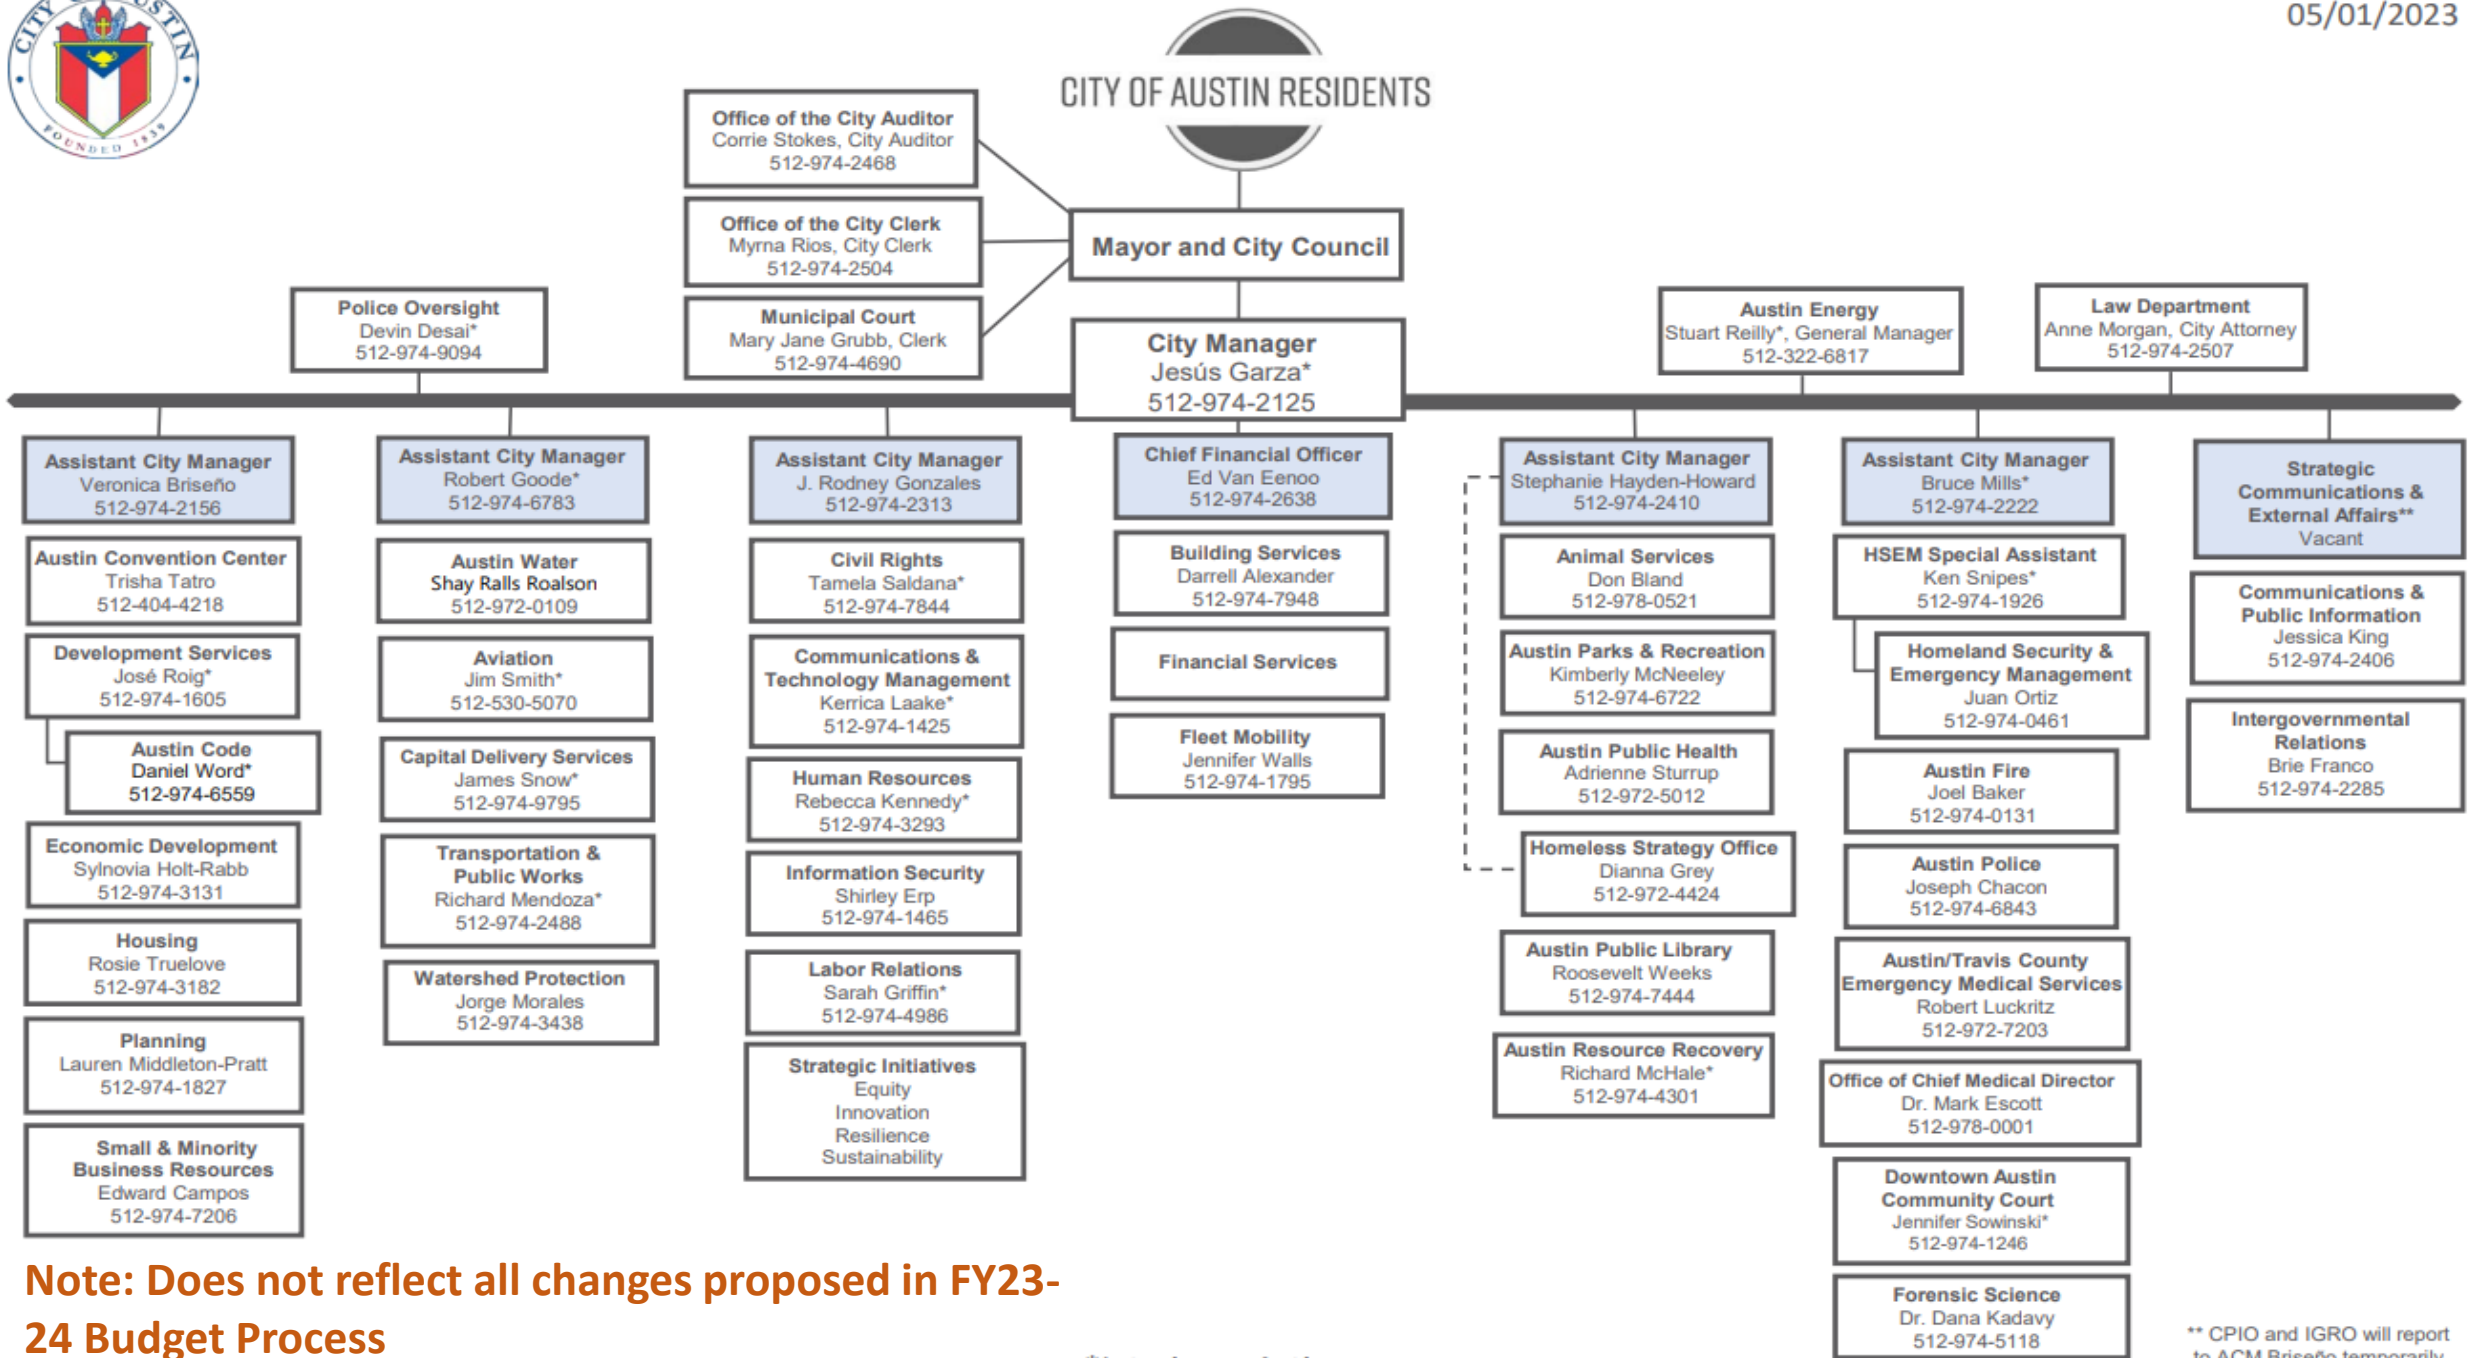 05/01/2023
CITY OF AUSTIN
FOUNDED 1839
CITY OF AUSTIN RESIDENTS
Office of the City Auditor
Corrie Stokes, City Auditor
512-974-2468
Office of the City Clerk
Myrna Rios, City Clerk
512-974-2504
Municipal Court
Mary Jane Grubb, Clerk
512-974-4690
Mayor and City Council
City Manager
Jesús Garza*
512-974-2125
Police Oversight
Devin Desai*
512-974-9094
Austin Energy
Stuart Reilly*, General Manager
512-322-6817
Law Department
Anne Morgan, City Attorney
512-974-2507
Assistant City Manager
Veronica Briseño
512-974-2156
Austin Convention Center
Trisha Tatro
512-404-4218
Development Services
José Roig*
512-974-1605
Austin Code
Daniel Word*
512-974-6559
Economic Development
Sylnovia Holt-Rabb
512-974-3131
Housing
Rosie Truelove
512-974-3182
Planning
Lauren Middleton-Pratt
512-974-1827
Small & Minority
Business Resources
Edward Campos
512-974-7206
Assistant City Manager
Robert Goode*
512-974-6783
Austin Water
Shay Ralls Roalson
512-972-0109
Aviation
Jim Smith*
512-530-5070
Capital Delivery Services
James Snow*
512-974-9795
Transportation &
Public Works
Richard Mendoza*
512-974-2488
Watershed Protection
Jorge Morales
512-974-3438
Assistant City Manager
J. Rodney Gonzales
512-974-2313
Civil Rights
Tamela Saldana*
512-974-7844
Communications &
Technology Management
Kerrica Laake*
512-974-1425
Human Resources
Rebecca Kennedy*
512-974-3293
Information Security
Shirley Erp
512-974-1465
Labor Relations
Sarah Griffin*
512-974-4986
Strategic Initiatives
Equity
Innovation
Resilience
Sustainability
Chief Financial Officer
Ed Van Eenoo
512-974-2638
Building Services
Darrell Alexander
512-974-7948
Financial Services
Fleet Mobility
Jennifer Walls
512-974-1795
Assistant City Manager
Stephanie Hayden-Howard
512-974-2410
Animal Services
Don Bland
512-978-0521
Austin Parks & Recreation
Kimberly McNeeley
512-974-6722
Austin Public Health
Adrienne Sturrup
512-972-5012
Homeless Strategy Office
Dianna Grey
512-972-4424
Austin Public Library
Roosevelt Weeks
512-974-7444
Austin Resource Recovery
Richard McHale*
512-974-4301
Assistant City Manager
Bruce Mills*
512-974-2222
HSEM Special Assistant
Ken Snipes*
512-974-1926
Homeland Security &
Emergency Management
Juan Ortiz
512-974-0461
Austin Fire
Joel Baker
512-974-0131
Austin Police
Joseph Chacon
512-974-6843
Austin/Travis County
Emergency Medical Services
Robert Luckritz
512-972-7203
Office of Chief Medical Director
Dr. Mark Escott
512-978-0001
Downtown Austin
Community Court
Jennifer Sowinski*
512-974-1246
Forensic Science
Dr. Dana Kadavy
512-974-5118
Strategic
Communications &
External Affairs**
Vacant
Communications &
Public Information
Jessica King
512-974-2406
Intergovernmental
Relations
Brie Franco
512-974-2285
Note: Does not reflect all changes proposed in FY23-
24 Budget Process
** CPIO and IGRO will report
to ACM Briseño temporarily